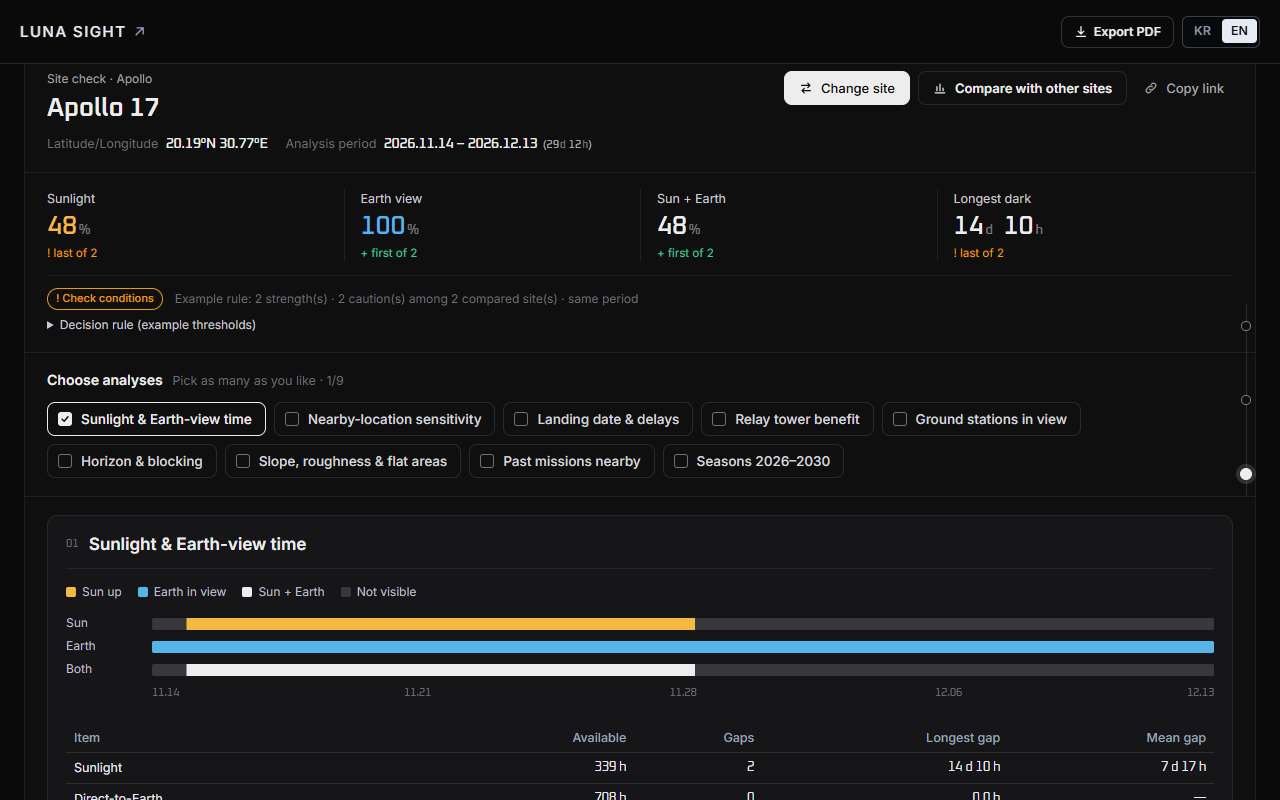 LUNA SIGHT ↗ Export PDF KR EN
Site check · Apollo
Apollo 17
Change site Compare with other sites Copy link
Latitude/Longitude 20.19°N 30.77°E Analysis period 2026.11.14 – 2026.12.13 (29d 12h)
Sunlight Earth view Sun + Earth Longest dark
48% 100% 48% 14d 10h
! last of 2 + first of 2 + first of 2 ! last of 2
! Check conditions Example rule: 2 strength(s) · 2 caution(s) among 2 compared site(s) · same period
▶ Decision rule (example thresholds)
Choose analyses Pick as many as you like · 1/9
Sunlight & Earth-view time Nearby-location sensitivity Landing date & delays Relay tower benefit Ground stations in view
Horizon & blocking Slope, roughness & flat areas Past missions nearby Seasons 2026–2030
01 Sunlight & Earth-view time
Sun up Earth in view Sun + Earth Not visible
Sun
Earth
Both
11.14 11.21 11.28 12.06 12.13
Item Available Gaps Longest gap Mean gap
Sunlight 339 h 2 14 d 10 h 7 d 17 h
Direct-to-Earth 708 h 0 0.0 h —